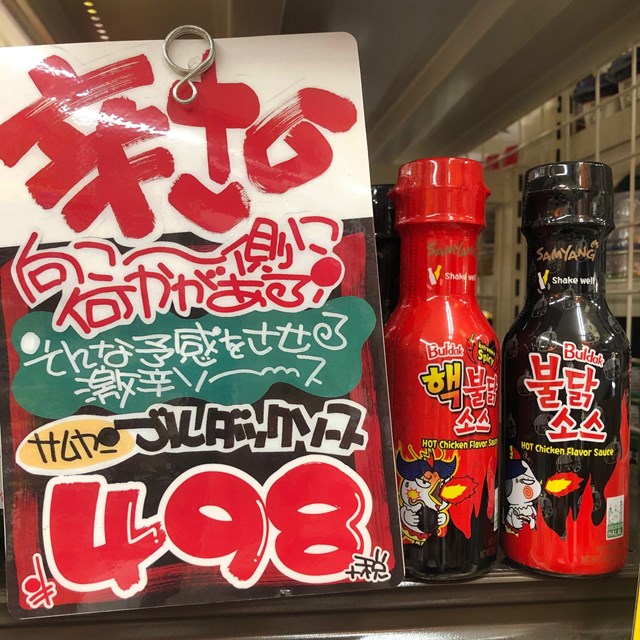 辛さの
向こ〜側に
何かがある!
そんな予感をさせる
激辛ソース
サムヤン ブルダックソース
498
+税
SAMYANG
Shake well
Buldak
핵불닭
소스
HOT Chicken Flavor Sauce
SAMYANG
Shake well
Buldak
불닭
소스
HOT Chicken Flavor Sauce
HALAL